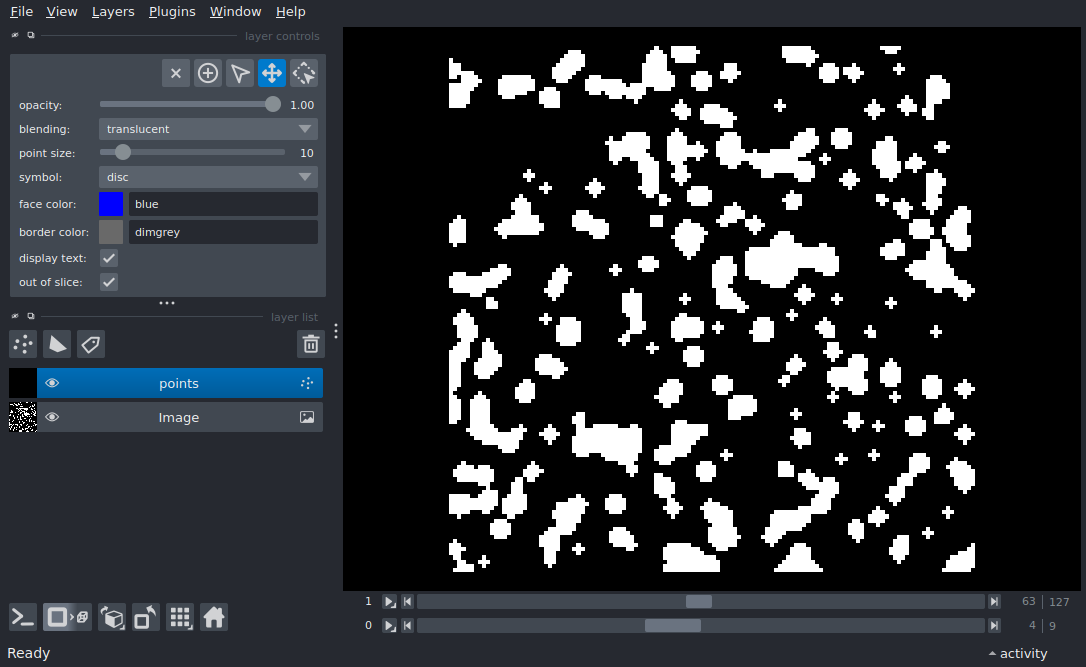 File View Layers Plugins Window Help
layer controls
opacity: 1.00
blending: translucent
point size: 10
symbol: disc
face color: blue
border color: dimgrey
display text:
out of slice:
layer list
points
Image
1 63 127
0 4 9
Ready activity